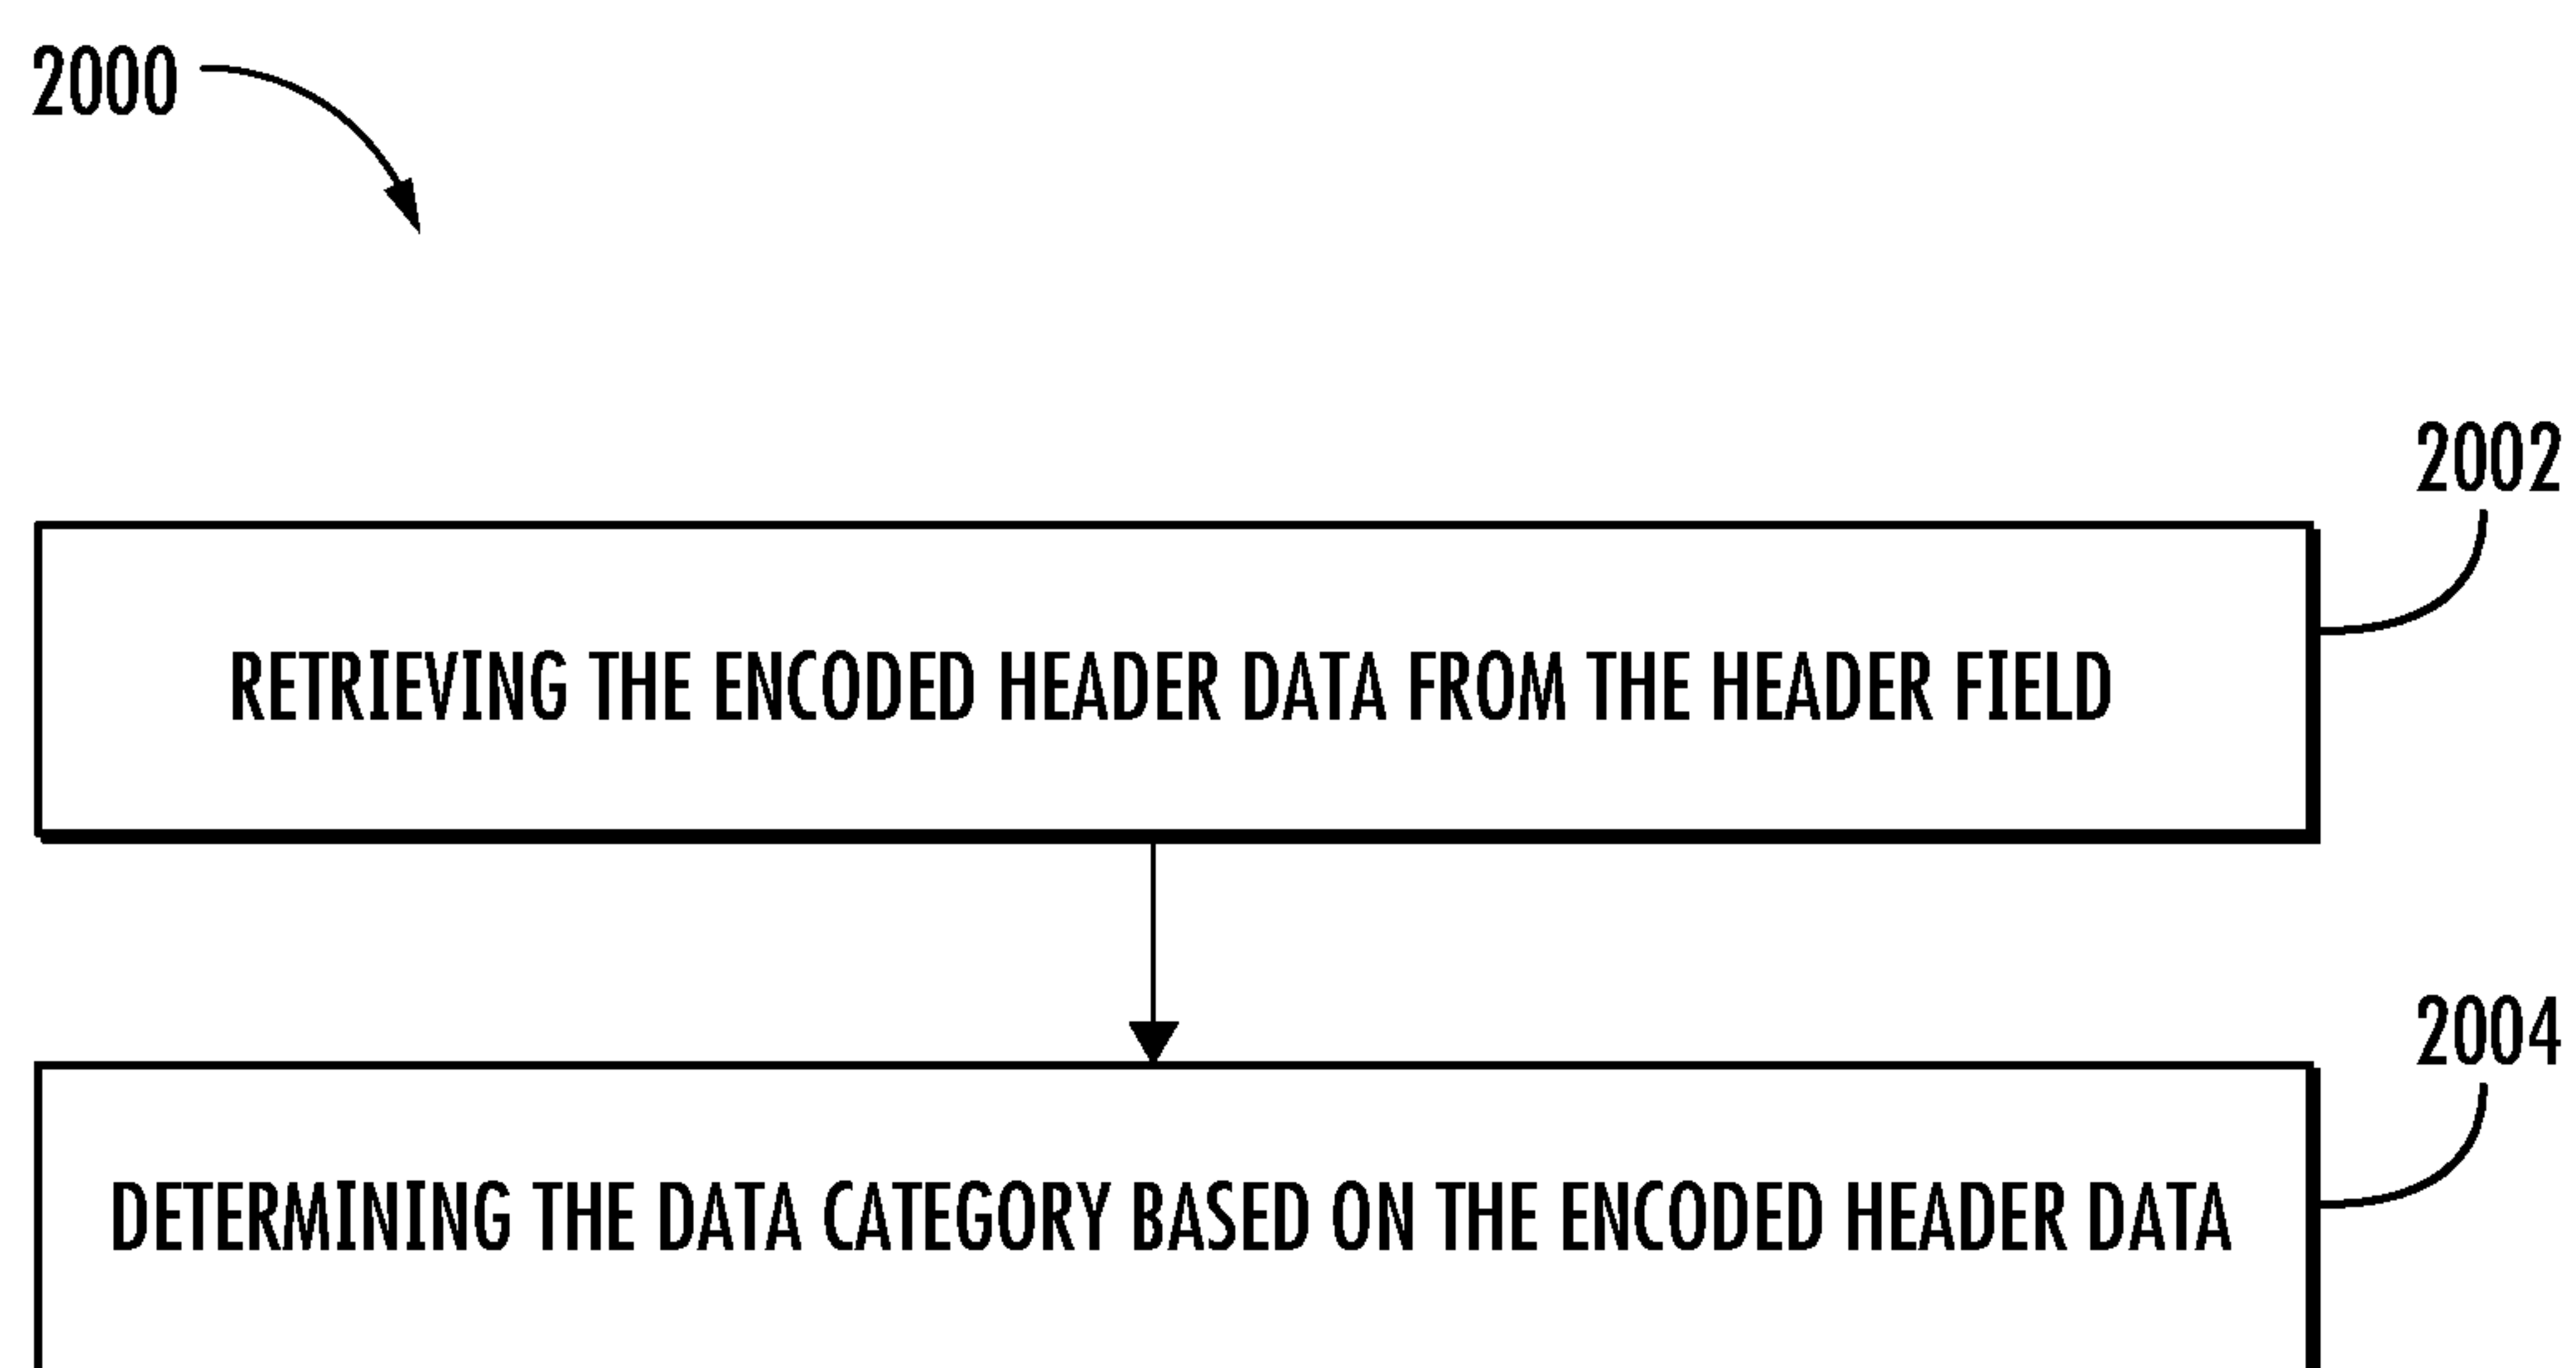 2000
2002
RETRIEVING THE ENCODED HEADER DATA FROM THE HEADER FIELD
2004
DETERMINING THE DATA CATEGORY BASED ON THE ENCODED HEADER DATA